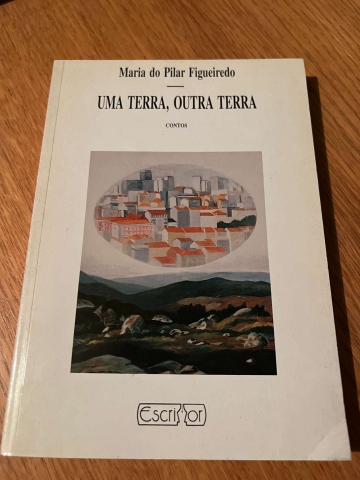 Maria do Pilar Figueiredo
UMA TERRA, OUTRA TERRA
CONTOS
Escritor